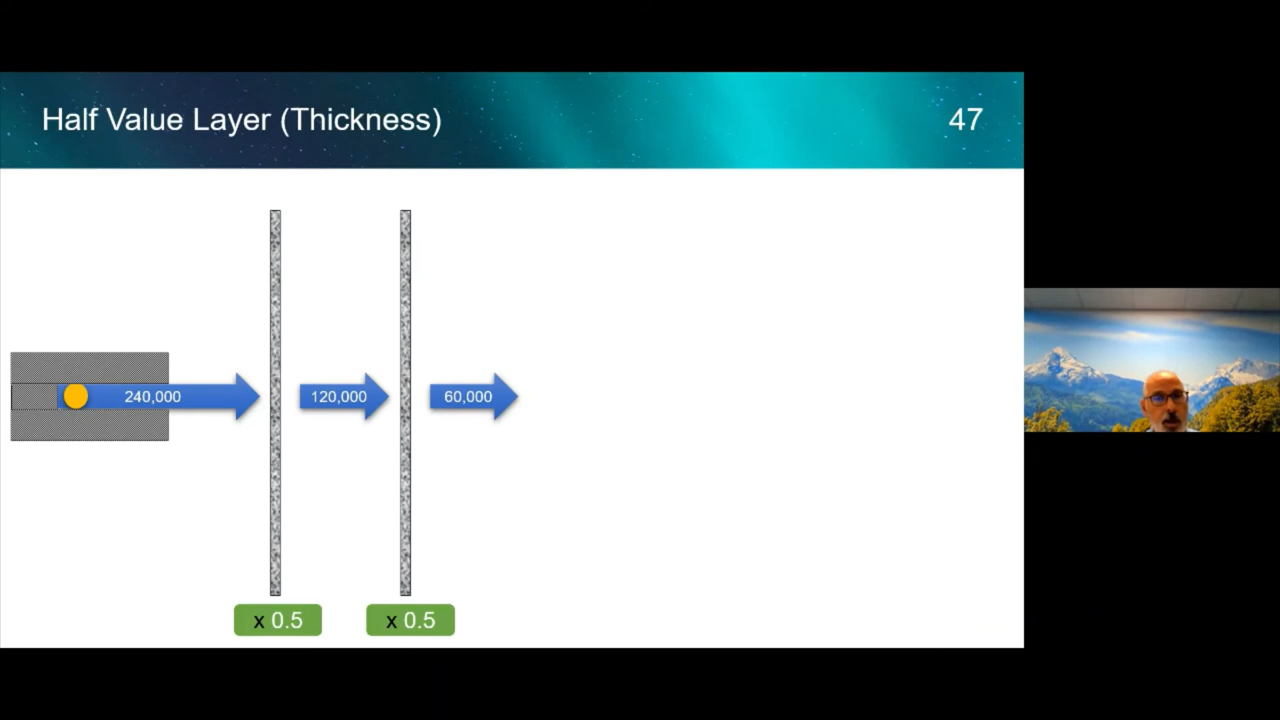 Half Value Layer (Thickness)
47
240,000
120,000
60,000
x 0.5
x 0.5